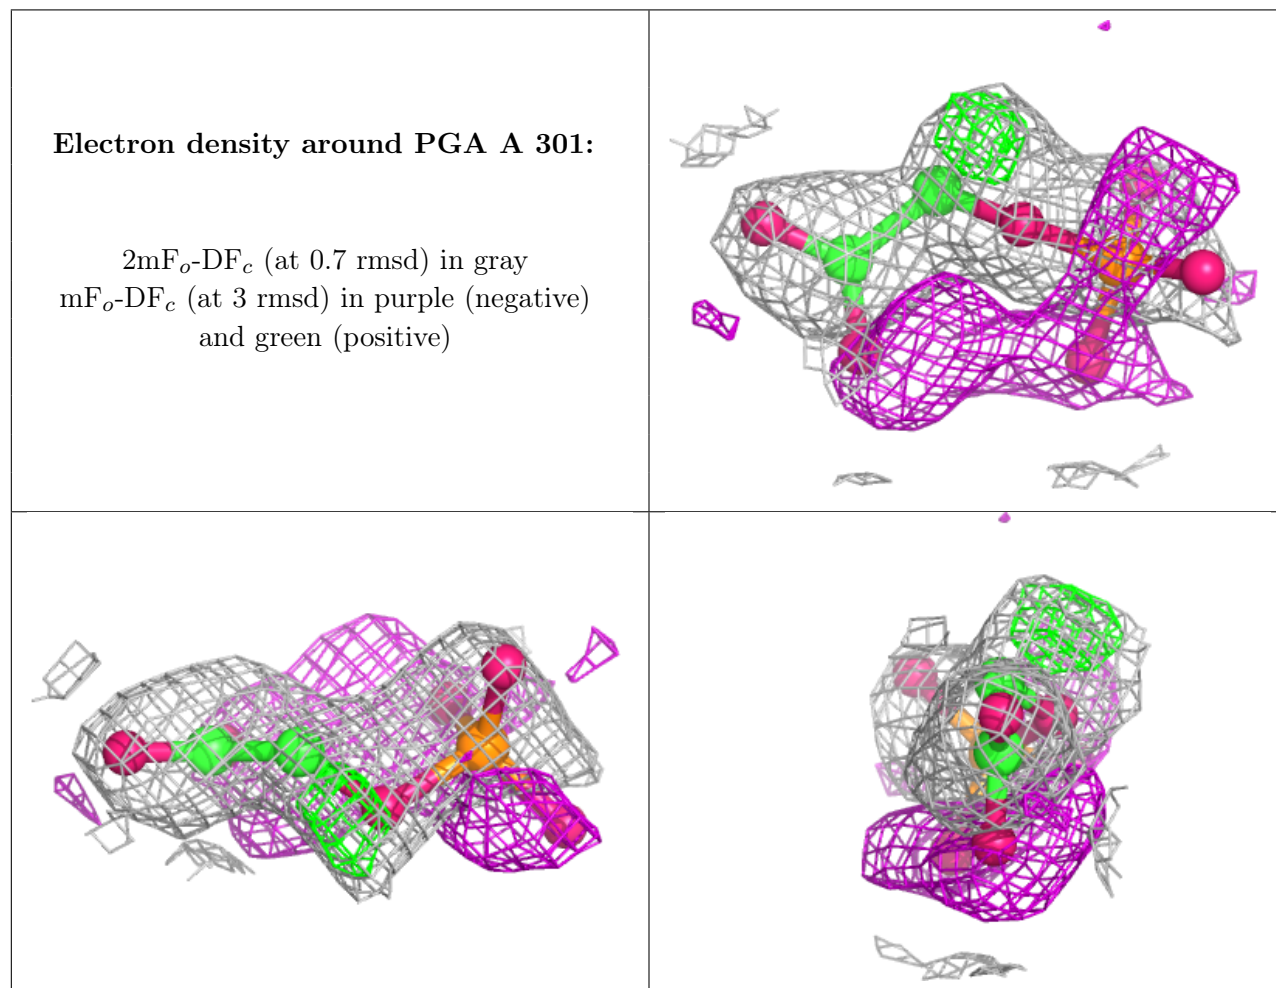 Electron density around PGA A 301:
2mFo-DFc (at 0.7 rmsd) in gray
mFo-DFc (at 3 rmsd) in purple (negative)
and green (positive)